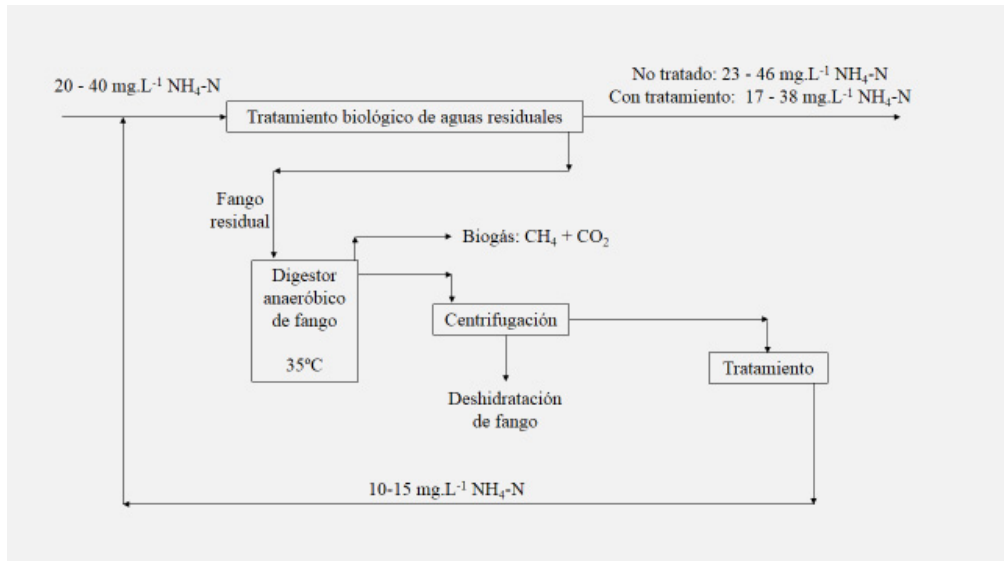 20 - 40 mg.L⁻¹ NH₄-N
No tratado: 23 - 46 mg.L⁻¹ NH₄-N
Con tratamiento: 17 - 38 mg.L⁻¹ NH₄-N
Tratamiento biológico de aguas residuales
Fango
residual
Biogás: CH₄ + CO₂
Digestor
anaeróbico
de fango
35ºC
Centrifugación
Tratamiento
Deshidratación
de fango
10-15 mg.L⁻¹ NH₄-N